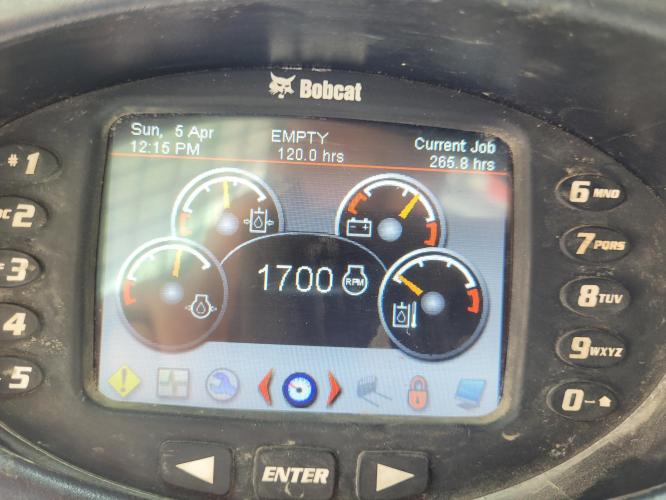 Bobcat
Sun, 5 Apr
12:15 PM
EMPTY
120.0 hrs
Current Job
265.8 hrs
1700 RPM
*1
2
3
4
5
6 MNO
7 PQRS
8 TUV
9 WXYZ
0
ENTER